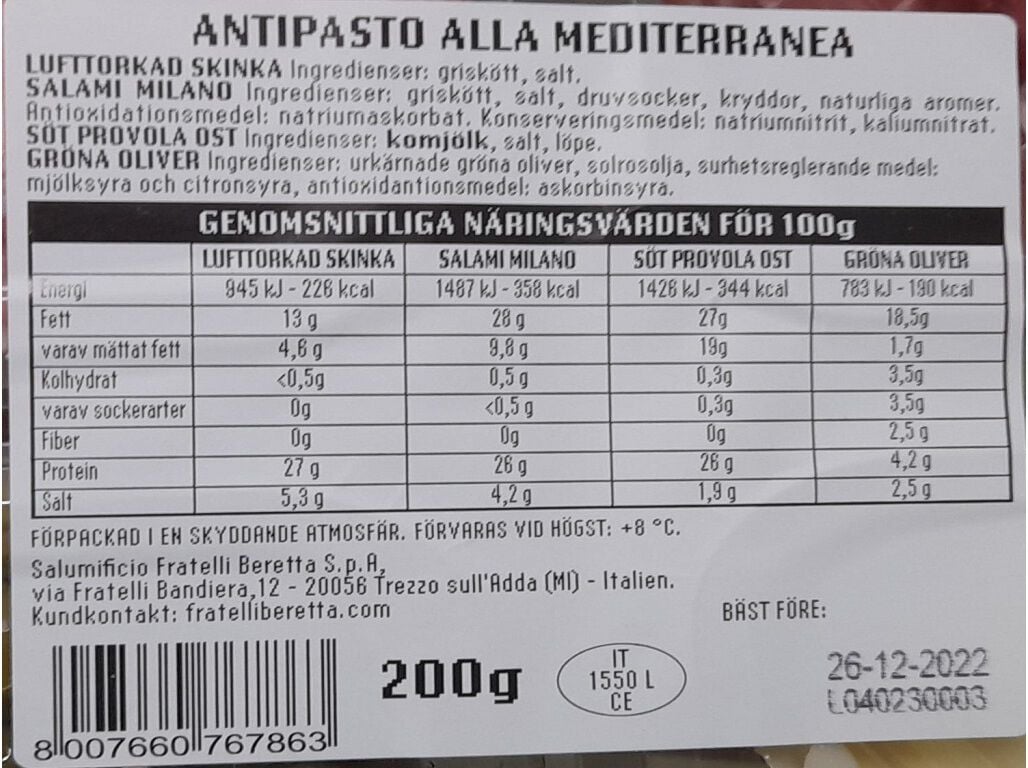 ANTIPASTO ALLA MEDITERRANEA
LUFTTORKAD SKINKA Ingredienser: griskött, salt.
SALAMI MILANO Ingredienser: griskött, salt, druvsocker, kryddor, naturliga aromer.
Antioxidationsmedel: natriumaskorbat. Konserveringsmedel: natriumnitrit, kaliumnitrat.
SÖT PROVOLA OST Ingredienser: komjölk, salt, löpe.
GRÖNA OLIVER Ingredienser: urkärnade gröna oliver, solrosolja, surhetsreglerande medel:
mjölksyra och citronsyra, antioxidantionsmedel: askorbinsyra.
GENOMSNITTLIGA NÄRINGSVÄRDEN FÖR 100g
LUFTTORKAD SKINKA SALAMI MILANO SÖT PROVOLA OST GRÖNA OLIVER
Energi 945 kJ - 226 kcal 1487 kJ - 358 kcal 1426 kJ - 344 kcal 783 kJ - 190 kcal
Fett 13 g 28 g 27g 18,5g
varav mättat fett 4,6 g 9,8 g 19g 1,7g
Kolhydrat <0,5g 0,5 g 0,3g 3,5g
varav sockerarter 0g <0,5 g 0,3g 3,5g
Fiber 0g 0g 0g 2,5 g
Protein 27 g 26 g 26 g 4,2 g
Salt 5,3 g 4,2 g 1,9 g 2,5 g
FÖRPACKAD I EN SKYDDANDE ATMOSFÄR. FÖRVARAS VID HÖGST: +8 °C.
Salumificio Fratelli Beretta S.p.A,
via Fratelli Bandiera,12 - 20056 Trezzo sull'Adda (MI) - Italien.
Kundkontakt: fratelliberetta.com
BÄST FÖRE:
200g
IT
1550 L
CE
26-12-2022
L040230003
8007660767863